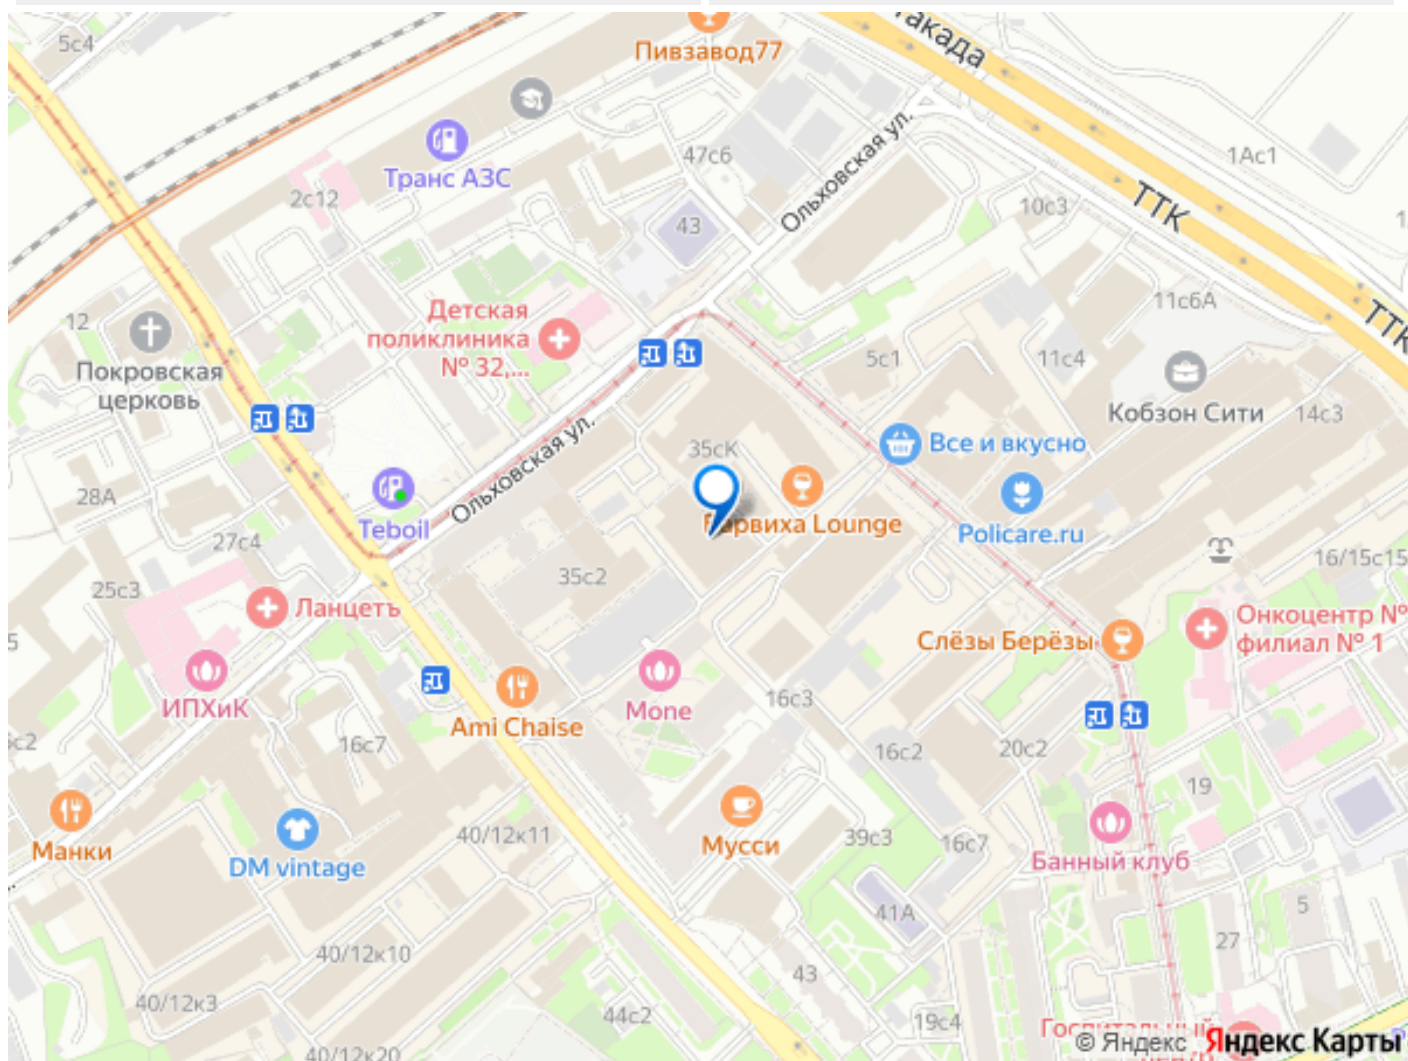 5с4
Пивзавод77
Транс АЗС
47с6
Ольховская ул.
1Ас1
ТТК
2с12
43
10с3
12
Покровская
церковь
Детская
поликлиника
№ 32,...
11с6А
ТТК
5с1
11с4
Кобзон Сити
14с3
35сК
Все и вкусно
28А
Teboil
Ольховская ул.
Lounge
Policare.ru
27с4
35с2
16/15с15
25с3
Ланцетъ
Слёзы Берёзы
Онкоцентр №
филиал № 1
ИПХиК
Mone
16с3
Ami Chaise
16с7
16с2
20с2
19
Манки
DM vintage
40/12к11
Мусси
39с3
16с7
Банный клуб
41А
5
27
40/12к10
43
40/12к3
44с2
19с4
40/12к20
© Яндекс Яндекс Карты